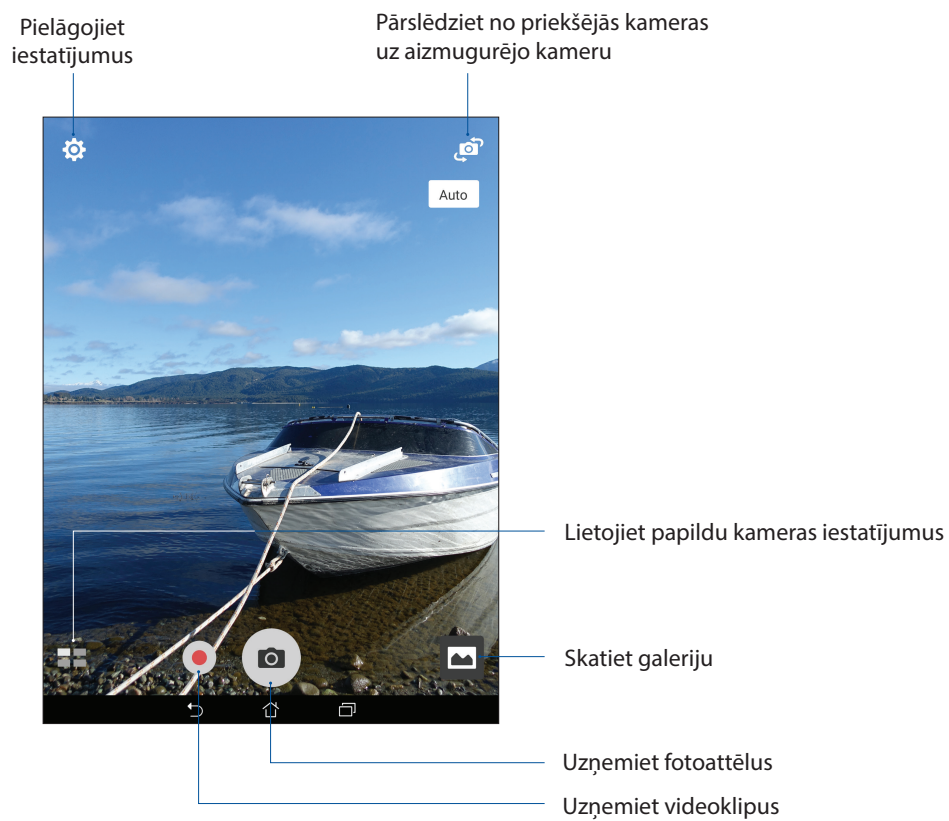 Pielāgojiet
iestatījumus
Pārslēdziet no priekšējās kameras
uz aizmugurējo kameru
Auto
Lietojiet papildu kameras iestatījumus
Skatiet galeriju
Uzņemiet fotoattēlus
Uzņemiet videoklipus